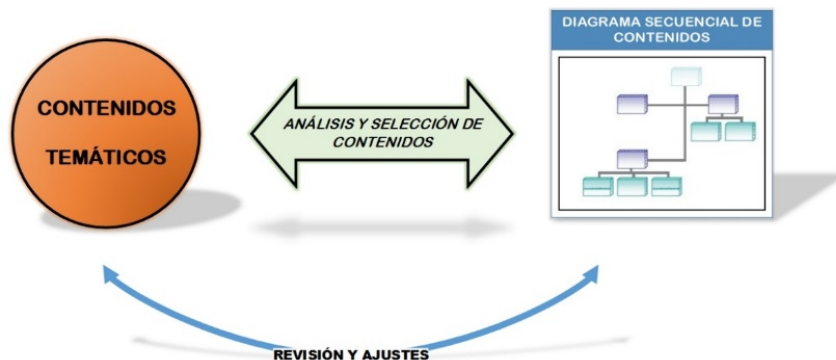 DIAGRAMA SECUENCIAL DE
CONTENIDOS
CONTENIDOS
TEMÁTICOS
ANÁLISIS Y SELECCIÓN DE
CONTENIDOS
REVISIÓN Y AJUSTES